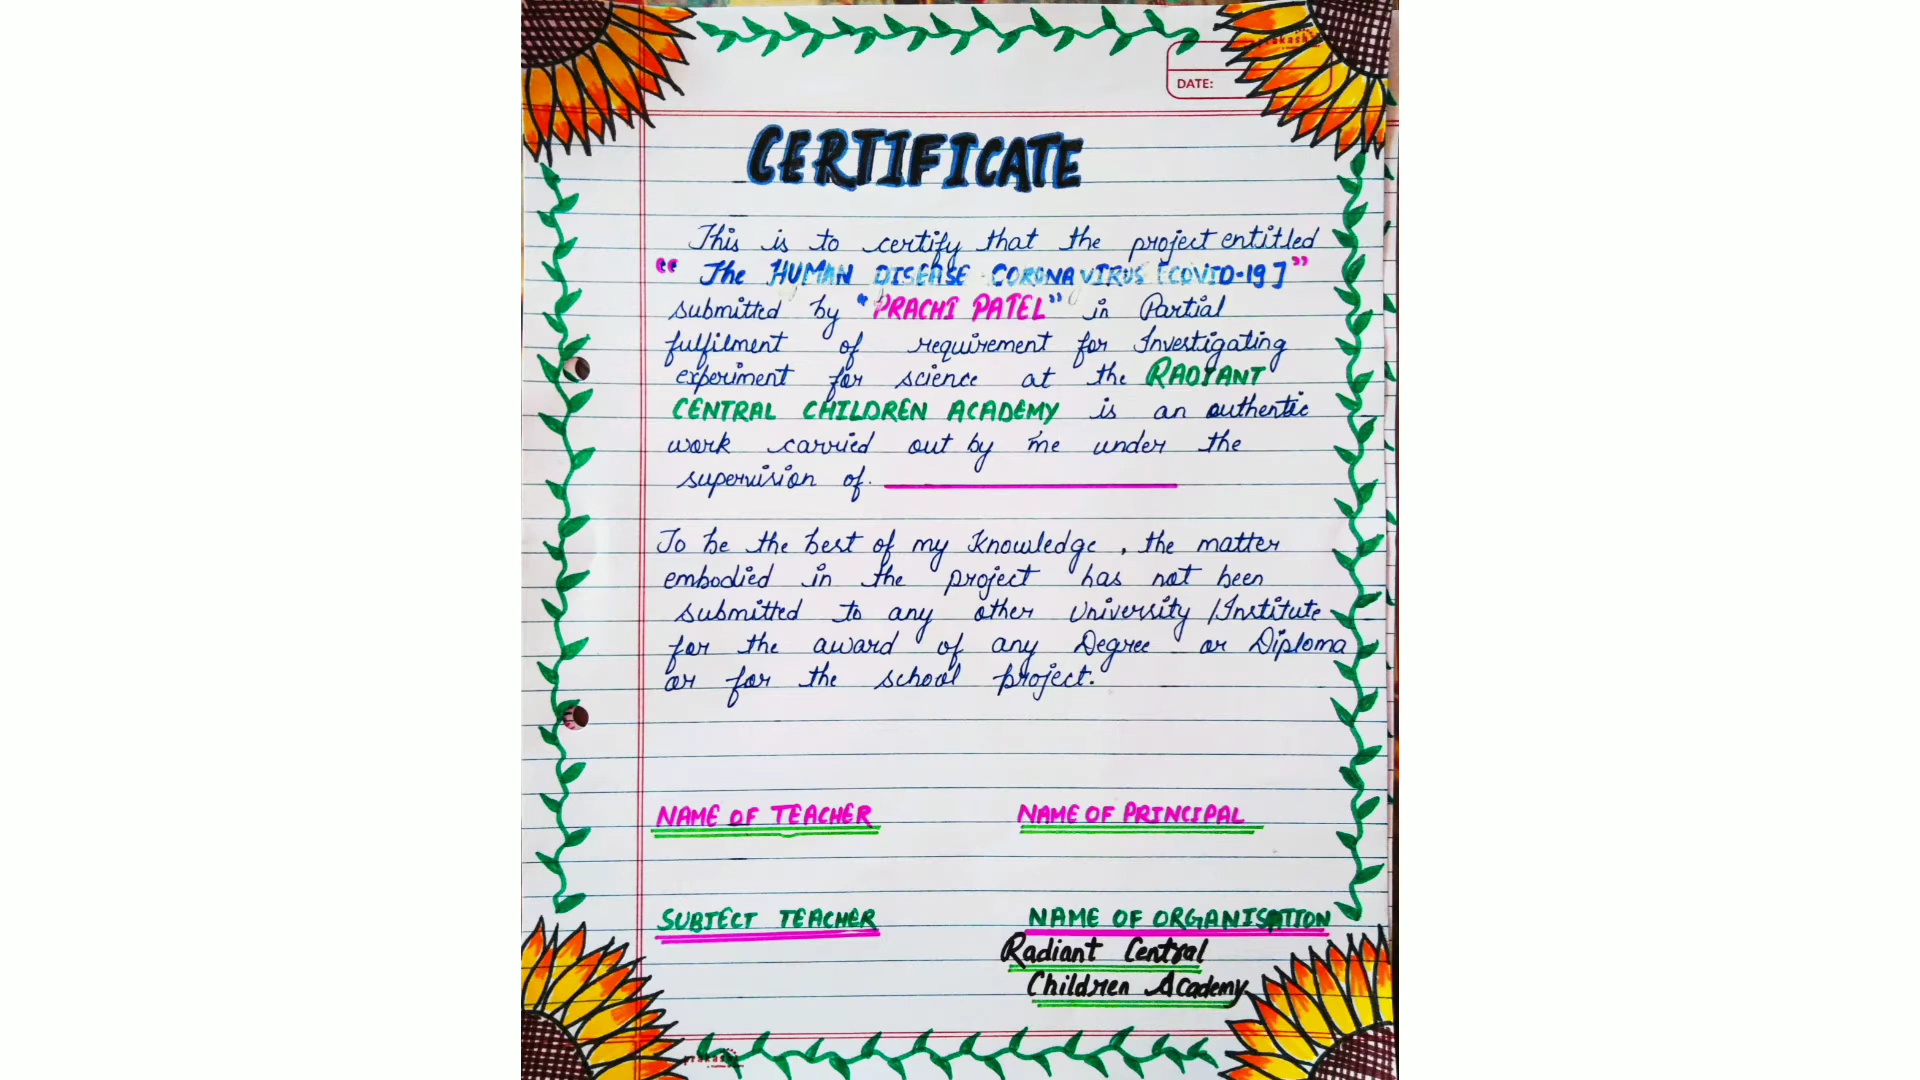 prakash
DATE:
CERTIFICATE
This is to certify that the project entitled
“ The HUMAN DISEASE CORONAVIRUS [COVID-19] ”
submitted by “PRACHI PATEL” in Partial
fulfilment of requirement for Investigating
experiment for science at the RADIANT
CENTRAL CHILDREN ACADEMY is an authentic
work carried out by me under the
supervision of.
To be the best of my Knowledge, the matter
embodied in the project has not been
submitted to any other University /Institute
for the award of any Degree or Diploma
or for the school project.
NAME OF TEACHER NAME OF PRINCIPAL
SUBJECT TEACHER NAME OF ORGANISATION
Radiant Central
Children Academy
prakash